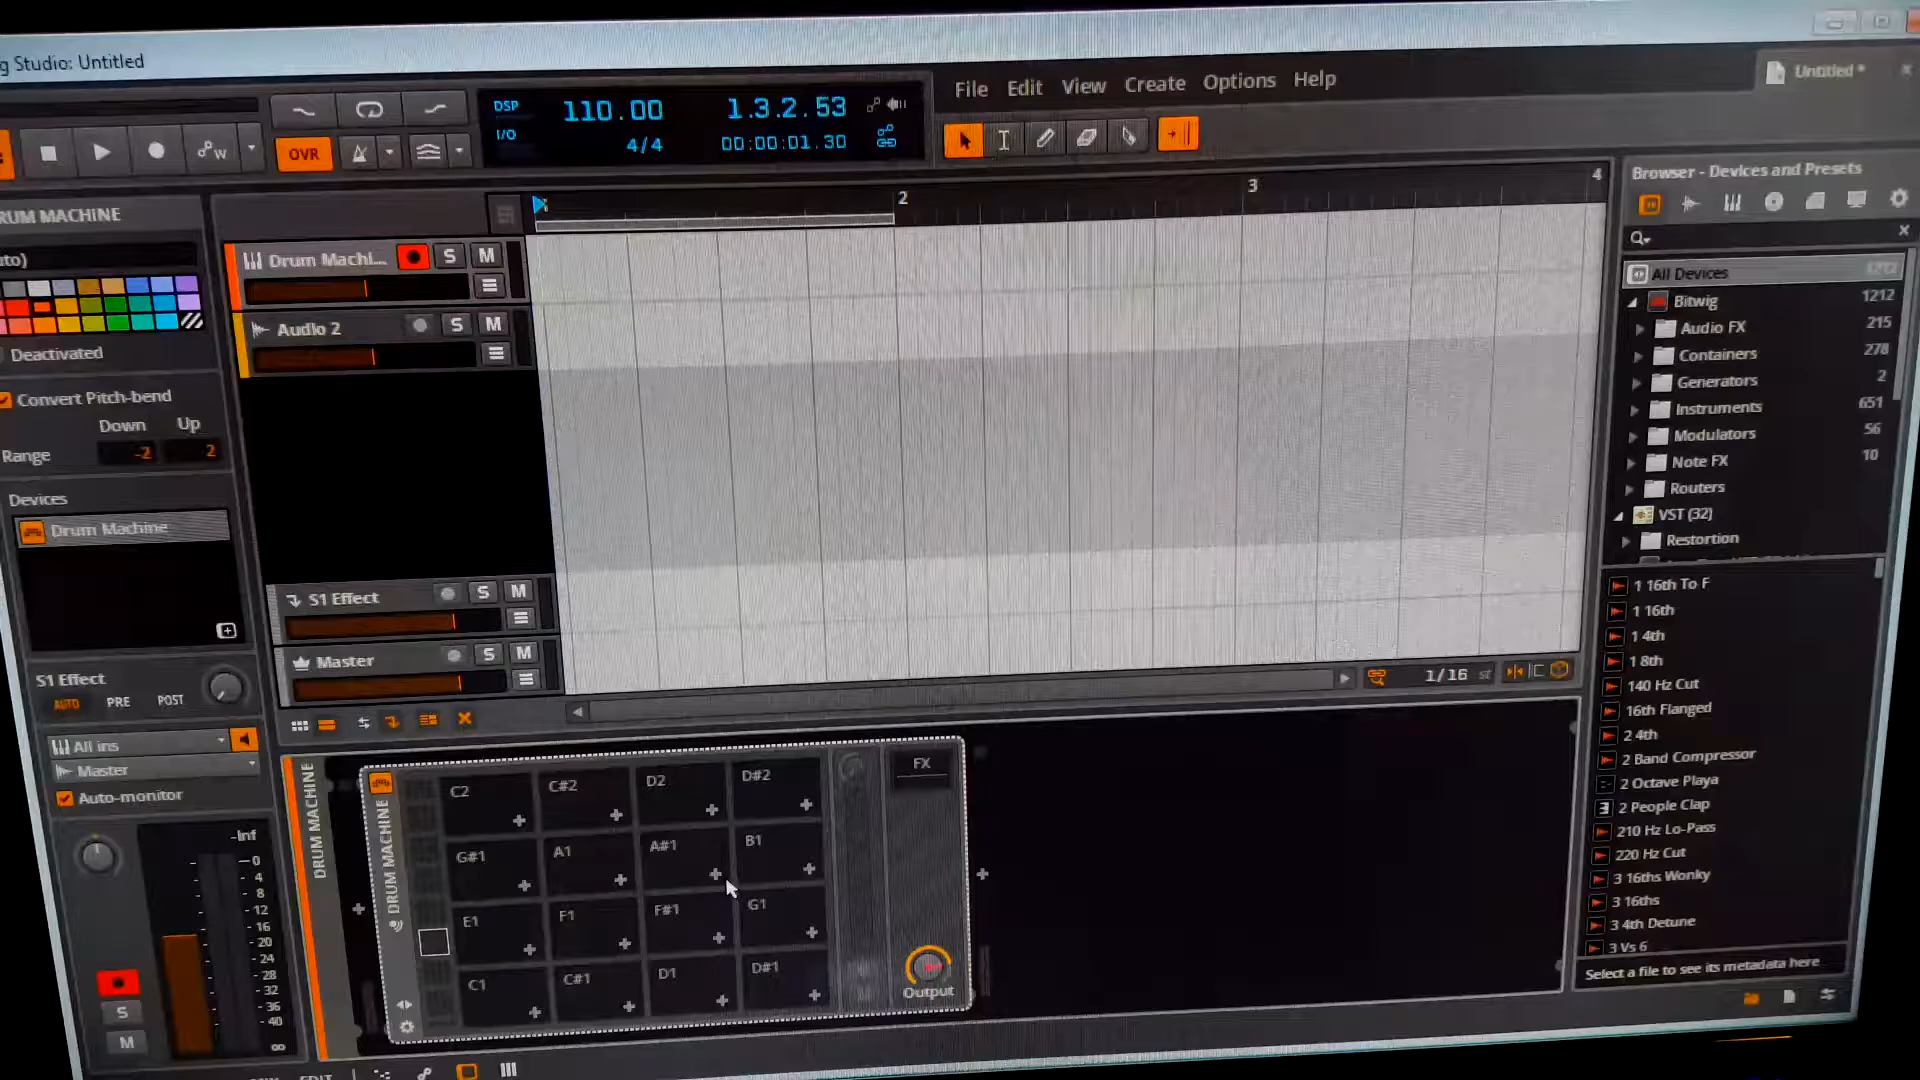 g Studio: Untitled
File Edit View Create Options Help
Untitled *
DSP
I/O
110.00
4/4
1.3.2.53
00:00:01.30
W
OVR
RUM MACHINE
uto)
Deactivated
Convert Pitch-bend
Down Up
Range -2 2
Devices
Drum Machine
S1 Effect
AUTO PRE POST
All ins
Master
Auto-monitor
-Inf
0
4
8
12
16
20
24
28
32
36
40
∞
S
M
EDIT
2
3
4
Drum Machi... S M
Audio 2 S M
S1 Effect S M
Master S M
1/16
DRUM MACHINE
DRUM MACHINE
C2 C#2 D2 D#2
G#1 A1 A#1 B1
E1 F1 F#1 G1
C1 C#1 D1 D#1
FX
Output
Browser - Devices and Presets
All Devices
Bitwig 1212
Audio FX 215
Containers 278
Generators 2
Instruments 651
Modulators 56
Note FX 10
Routers
VST (32)
Restortion
1 16th To F
1 16th
1 4th
1 8th
140 Hz Cut
16th Flanged
2 4th
2 Band Compressor
2 Octave Playa
2 People Clap
210 Hz Lo-Pass
220 Hz Cut
3 16ths Wonky
3 16ths
3 4th Detune
3 Vs 6
Select a file to see its metadata here